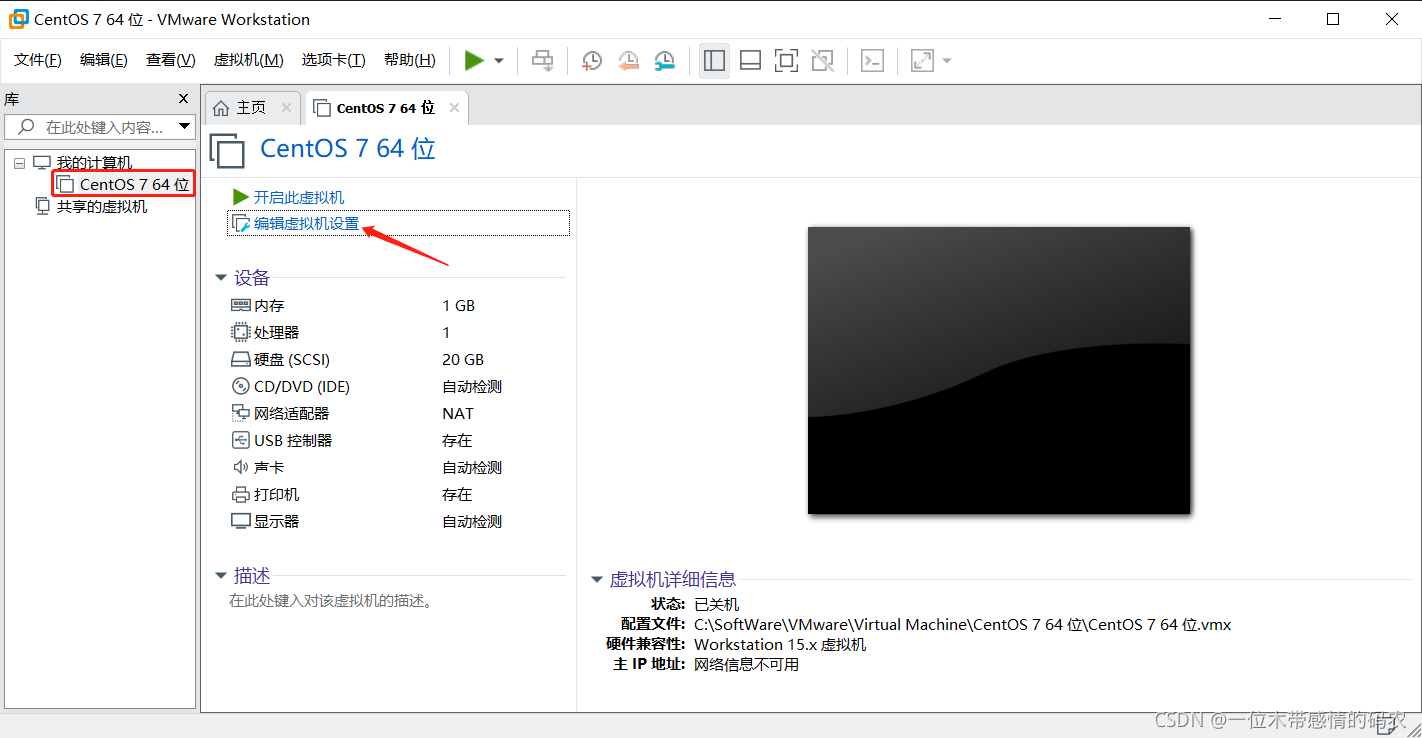 CentOS 7 64 位 - VMware Workstation
文件(F) 编辑(E) 查看(V) 虚拟机(M) 选项卡(T) 帮助(H)
库
在此处键入内容...
我的计算机
CentOS 7 64 位
共享的虚拟机
主页 CentOS 7 64 位
CentOS 7 64 位
开启此虚拟机
编辑虚拟机设置
设备
内存 1 GB
处理器 1
硬盘 (SCSI) 20 GB
CD/DVD (IDE) 自动检测
网络适配器 NAT
USB 控制器 存在
声卡 自动检测
打印机 存在
显示器 自动检测
描述
在此处键入对该虚拟机的描述。
虚拟机详细信息
状态: 已关机
配置文件: C:\SoftWare\VMware\Virtual Machine\CentOS 7 64 位\CentOS 7 64 位.vmx
硬件兼容性: Workstation 15.x 虚拟机
主 IP 地址: 网络信息不可用
CSDN @一位末带感情的码农